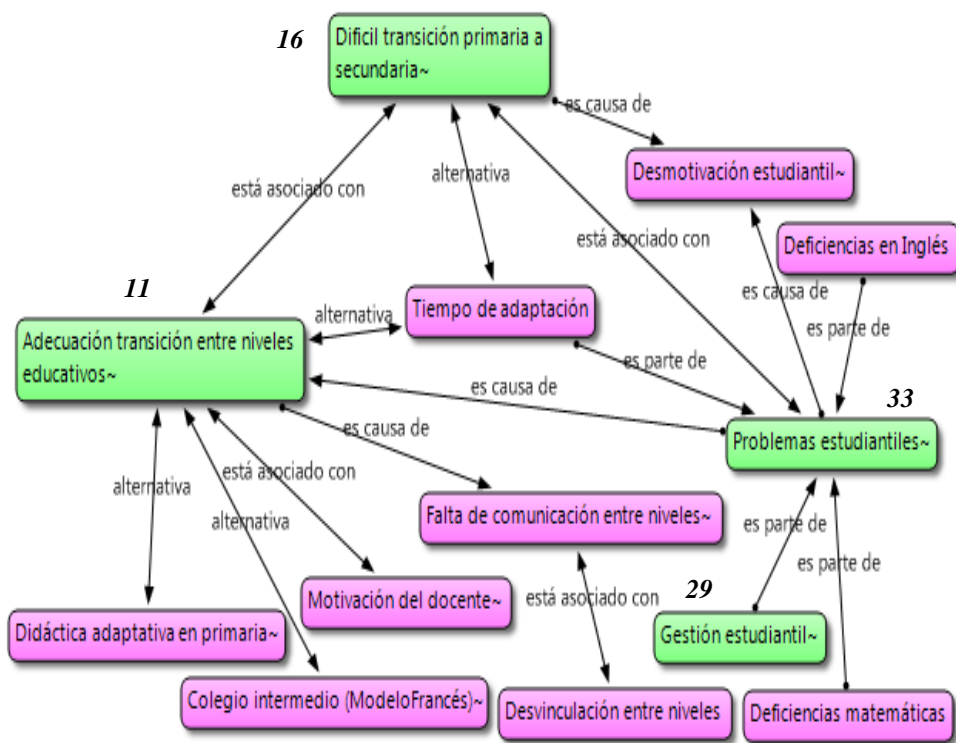 16
Dificil transición primaria a
secundaria~
es causa de
Desmotivación estudiantil~
está asociado con
alternativa
está asociado con
Deficiencias en Inglés
es causa de
11
Tiempo de adaptación
alternativa
es parte de
Adecuación transición entre niveles
educativos~
es parte de
es causa de
33
Problemas estudiantiles~
es causa de
está asociado con
alternativa
alternativa
Falta de comunicación entre niveles~
es parte de
es parte de
Motivación del docente~
está asociado con
29
Didáctica adaptativa en primaria~
Gestión estudiantil~
Colegio intermedio (ModeloFrancés)~
Desvinculación entre niveles
Deficiencias matemáticas